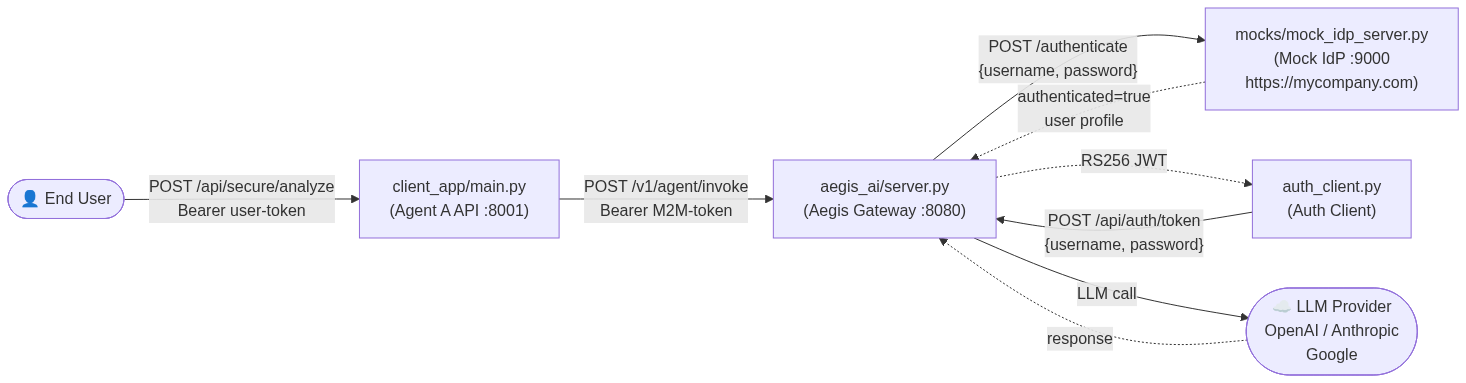 👤 End User
POST /api/secure/analyze
Bearer user-token
client_app/main.py
(Agent A API :8001)
POST /v1/agent/invoke
Bearer M2M-token
aegis_ai/server.py
(Aegis Gateway :8080)
POST /authenticate
{username, password}
authenticated=true
user profile
mocks/mock_idp_server.py
(Mock IdP :9000
https://mycompany.com)
RS256 JWT
POST /api/auth/token
{username, password}
auth_client.py
(Auth Client)
LLM call
response
☁️ LLM Provider
OpenAI / Anthropic
Google